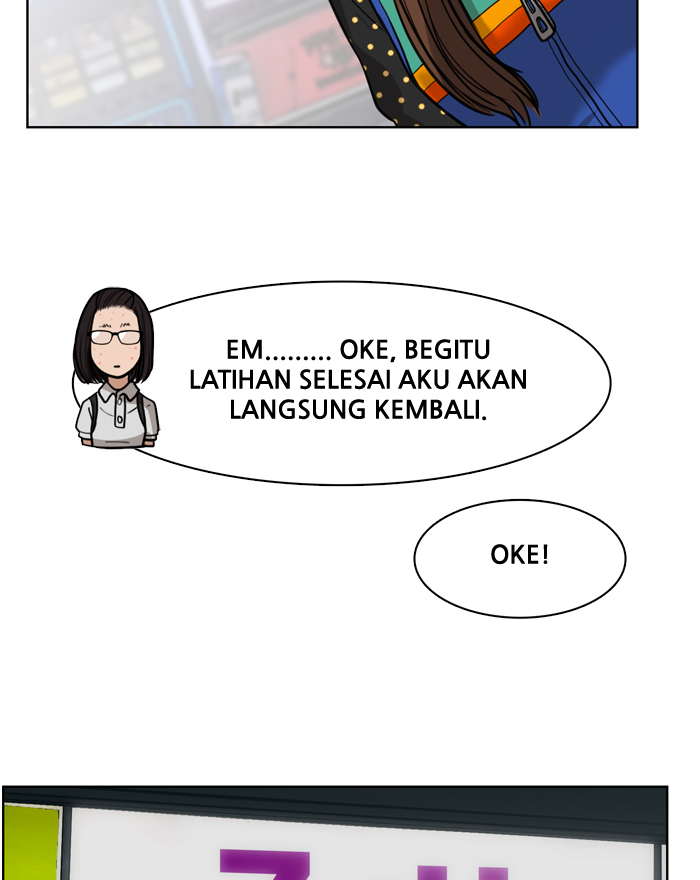 EM......... OKE, BEGITU
LATIHAN SELESAI AKU AKAN
LANGSUNG KEMBALI.
OKE!